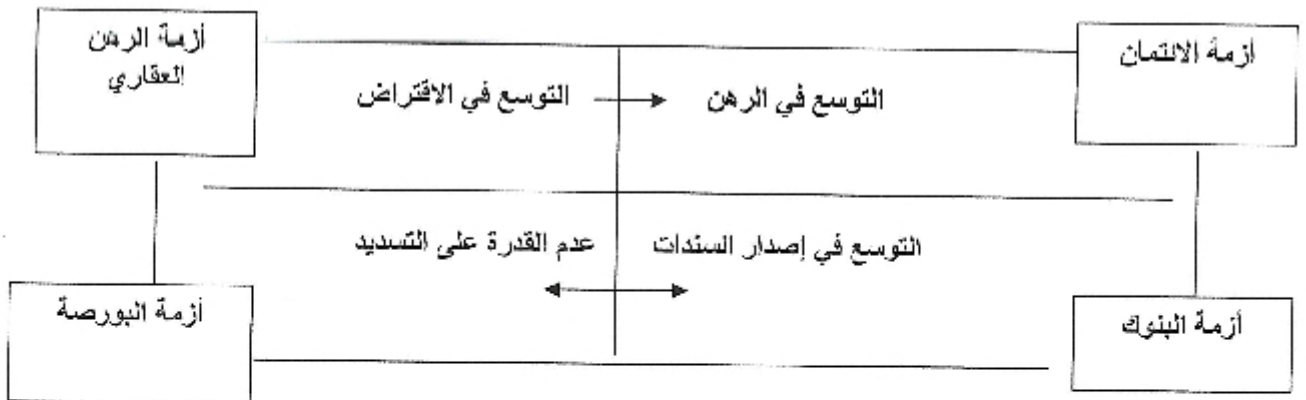 أزمة الائتمان
أزمة الرهن
العقاري
التوسع في الرهن
التوسع في الاقتراض
التوسع في إصدار السندات
عدم القدرة على التسديد
أزمة البنوك
أزمة البورصة